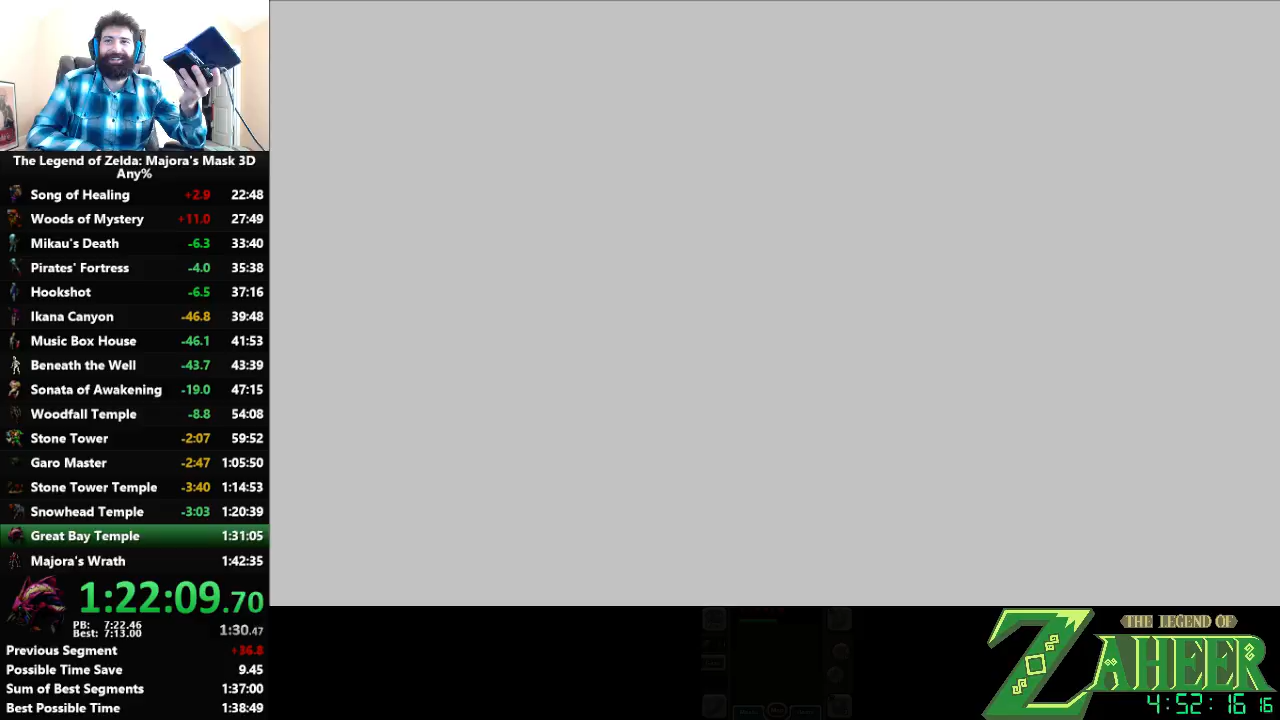 The Legend of Zelda: Majora's Mask 3D
Any%
Song of Healing +2.9 22:48
Woods of Mystery +11.0 27:49
Mikau's Death -6.3 33:40
Pirates' Fortress -4.0 35:38
Hookshot -6.5 37:16
Ikana Canyon -46.8 39:48
Music Box House -46.1 41:53
Beneath the Well -43.7 43:39
Sonata of Awakening -19.0 47:15
Woodfall Temple -8.8 54:08
Stone Tower -2:07 59:52
Garo Master -2:47 1:05:50
Stone Tower Temple -3:40 1:14:53
Snowhead Temple -3:03 1:20:39
Great Bay Temple 1:31:05
Majora's Wrath 1:42:35
1:22:09.70
PB: 7:22.46
Best: 7:13.00
1:30.47
Previous Segment +36.8
Possible Time Save 9.45
Sum of Best Segments 1:37:00
Best Possible Time 1:38:49
THE LEGEND OF
ZAHEER
4:52:16 16